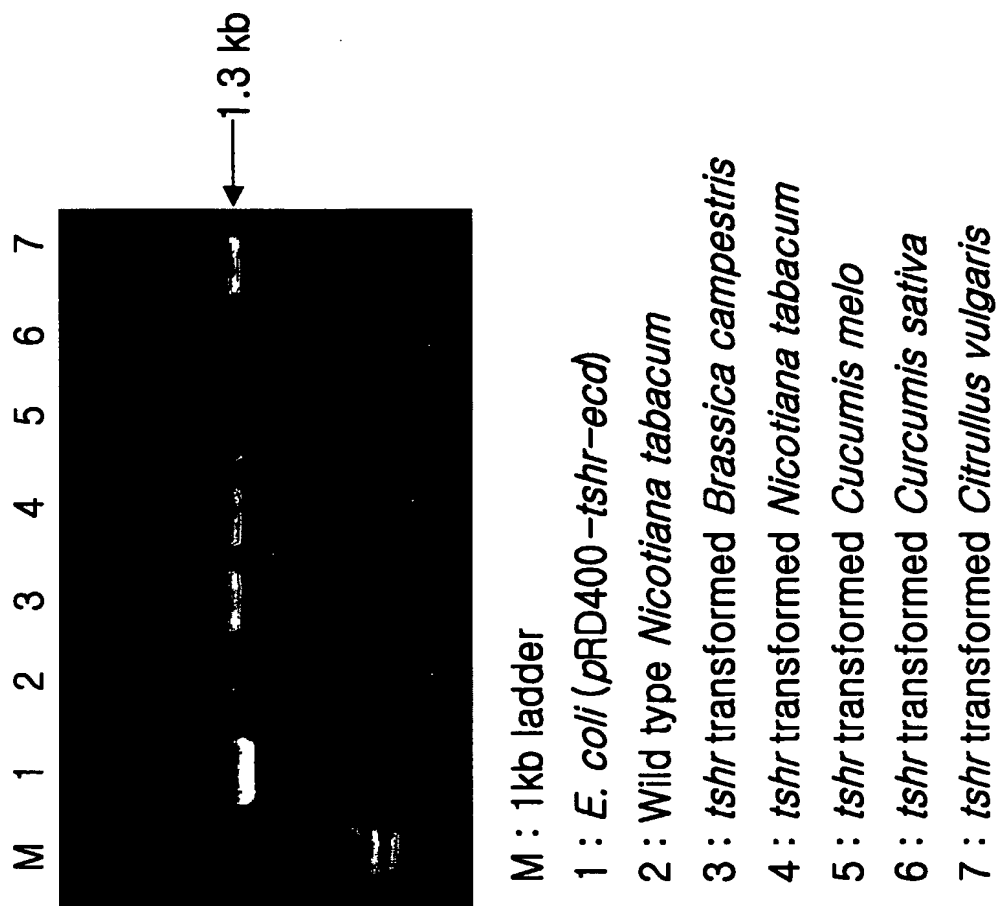 M 1 2 3 4 5 6 7
1.3 kb
M : 1kb ladder
1 : E. coli (pRD400-tshr-ecd)
2 : Wild type Nicotiana tabacum
3 : tshr transformed Brassica campestris
4 : tshr transformed Nicotiana tabacum
5 : tshr transformed Cucumis melo
6 : tshr transformed Curcumis sativa
7 : tshr transformed Citrullus vulgaris